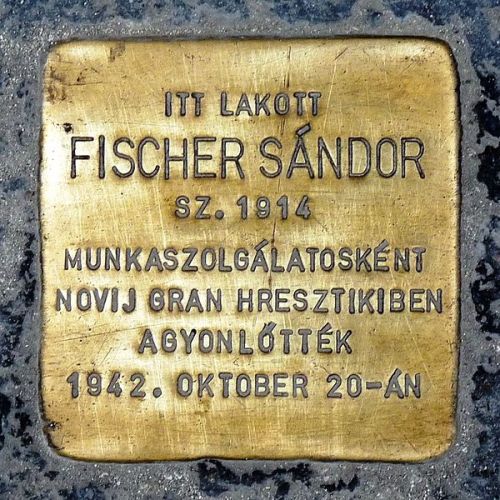 ITT LAKOTT
FISCHER SÁNDOR
SZ. 1914
MUNKASZOLGÁLATOSKÉNT
NOVIJ GRAN HRESZTIKIBEN
AGYONLŐTTÉK
1942. OKTOBER 20-ÁN